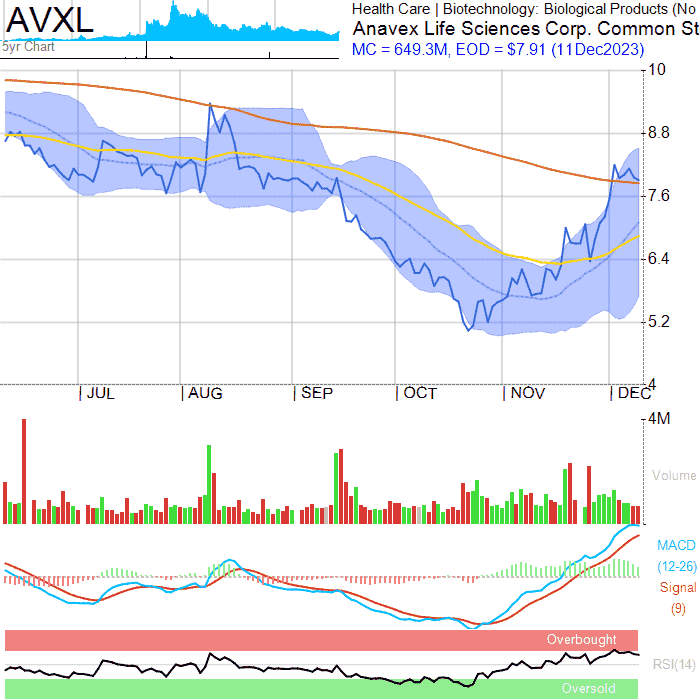 AVXL
5yr Chart
Health Care | Biotechnology: Biological Products (No
Anavex Life Sciences Corp. Common St
MC = 649.3M, EOD = $7.91 (11Dec2023)
10
8.8
7.6
6.4
5.2
4
JUL AUG SEP OCT NOV DEC
4M
Volume
MACD
(12-26)
Signal
(9)
Overbought
RSI(14)
Oversold